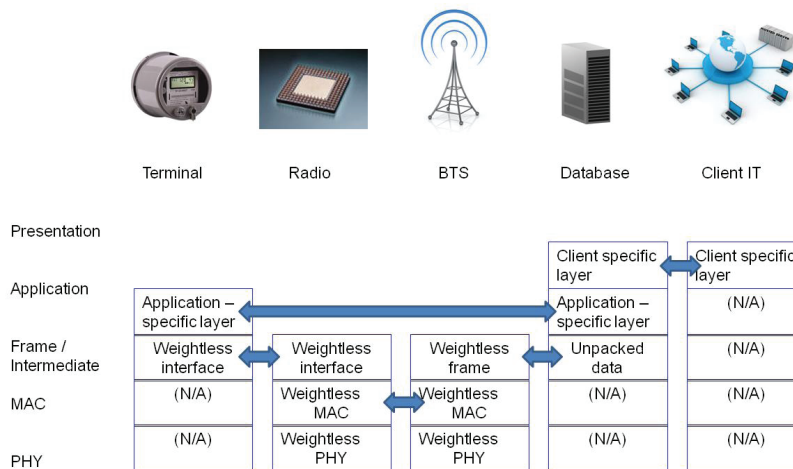 Terminal Radio BTS Database Client IT
Presentation
Client specific Client specific
layer layer
Application
Application – Application – (N/A)
specific layer specific layer
Frame / Weightless Weightless Weightless Unpacked (N/A)
Intermediate interface interface frame data
MAC (N/A) Weightless Weightless (N/A) (N/A)
MAC MAC
(N/A) Weightless Weightless (N/A) (N/A)
PHY PHY PHY